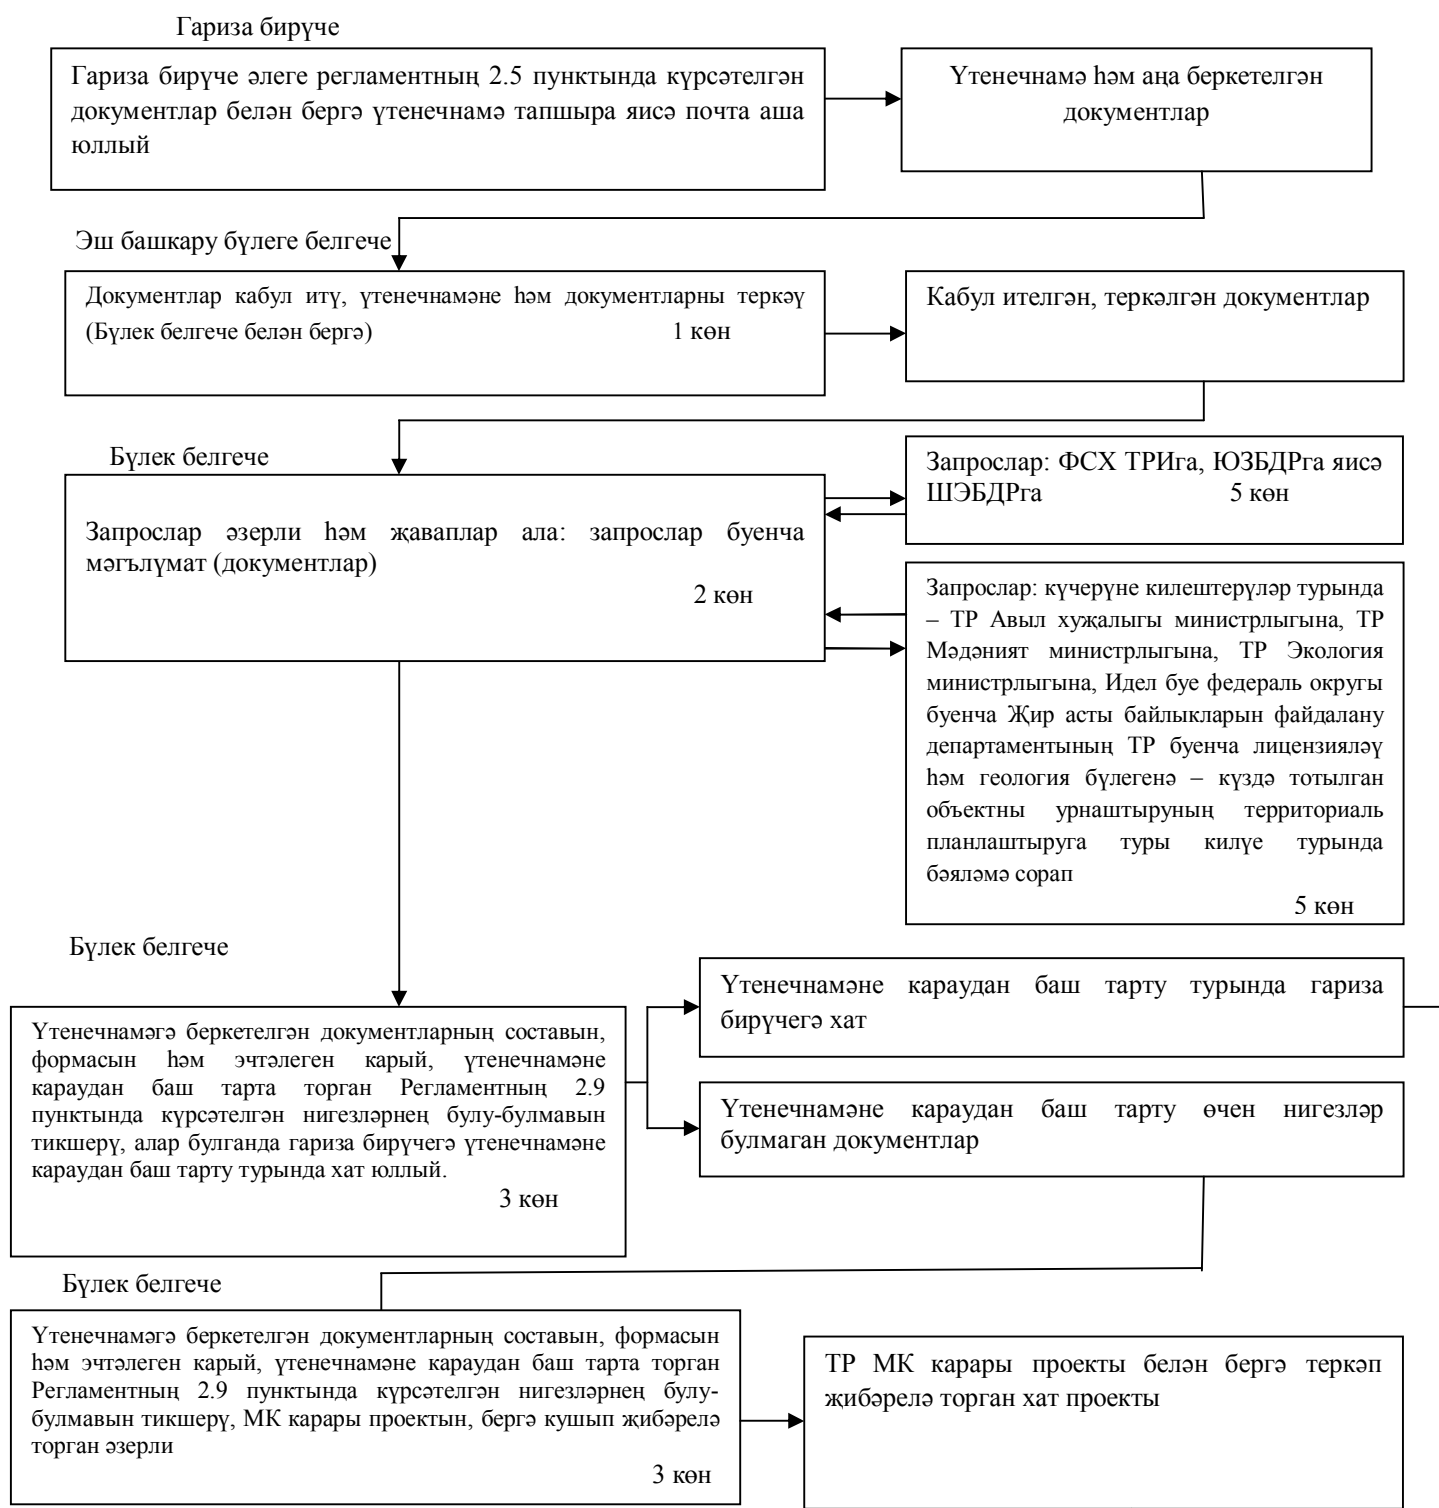 Гариза бирүче
Гариза бирүче әлеге регламентның 2.5 пунктында күрсәтелгән
документлар белән бергә үтенечнамә тапшыра яисә почта аша
юллый
Үтенечнамә һәм аңа беркетелгән
документлар
Эш башкару бүлеге белгече
Документлар кабул итү, үтенечнамәне һәм документларны теркәү
(Бүлек белгече белән бергә) 1 көн
Кабул ителгән, теркәлгән документлар
Бүлек белгече
Запрослар әзерли һәм җаваплар ала: запрослар буенча
мәгълүмат (документлар)
2 көн
Запрослар: ФСХ ТРИга, ЮЗБДРга яисә
ШЭБДРга 5 көн
Запрослар: күчерүне килештерүләр турында
– ТР Авыл хуҗалыгы министрлыгына, ТР
Мәдәният министрлыгына, ТР Экология
министрлыгына, Идел буе федераль округы
буенча Җир асты байлыкларын файдалану
департаментының ТР буенча лицензияләү
һәм геология бүлегенә – күздә тотылган
объектны урнаштыруның территориаль
планлаштыруга туры килүе турында
бәяләмә сорап
5 көн
Бүлек белгече
Үтенечнамәгә беркетелгән документларның составын,
формасын һәм эчтәлеген карый, үтенечнамәне
караудан баш тарта торган Регламентның 2.9
пунктында күрсәтелгән нигезләрнең булу-булмавын
тикшерү, алар булганда гариза бирүчегә үтенечнамәне
караудан баш тарту турында хат юллый.
3 көн
Үтенечнамәне караудан баш тарту турында гариза
бирүчегә хат
Үтенечнамәне караудан баш тарту өчен нигезләр
булмаган документлар
Бүлек белгече
Үтенечнамәгә беркетелгән документларның составын, формасын
һәм эчтәлеген карый, үтенечнамәне караудан баш тарта торган
Регламентның 2.9 пунктында күрсәтелгән нигезләрнең булу-
булмавын тикшерү, МК карары проектын, бергә кушып җибәрелә
торган әзерли
3 көн
ТР МК карары проекты белән бергә теркәп
җибәрелә торган хат проекты